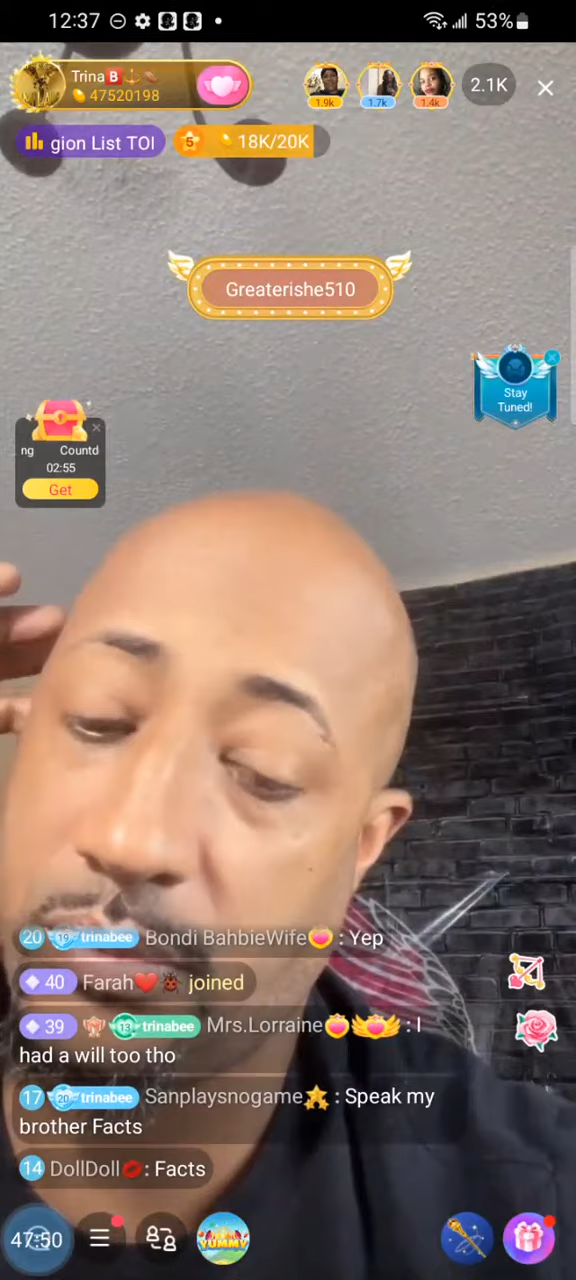 12:37
53%
Trina🅱⚓
47520198
1.9k
1.7k
1.4k
2.1K
gion List TOI
5
18K/20K
Greaterishe510
Stay
Tuned!
ng Countd
02:55
Get
20 19 trinabee Bondi BahbieWife : Yep
40 Farah❤🐞 joined
39 13 trinabee Mrs.Lorraine : I
had a will too tho
17 20 trinabee Sanplaysnogame : Speak my
brother Facts
14 DollDoll💋: Facts
47:50
YUMMY